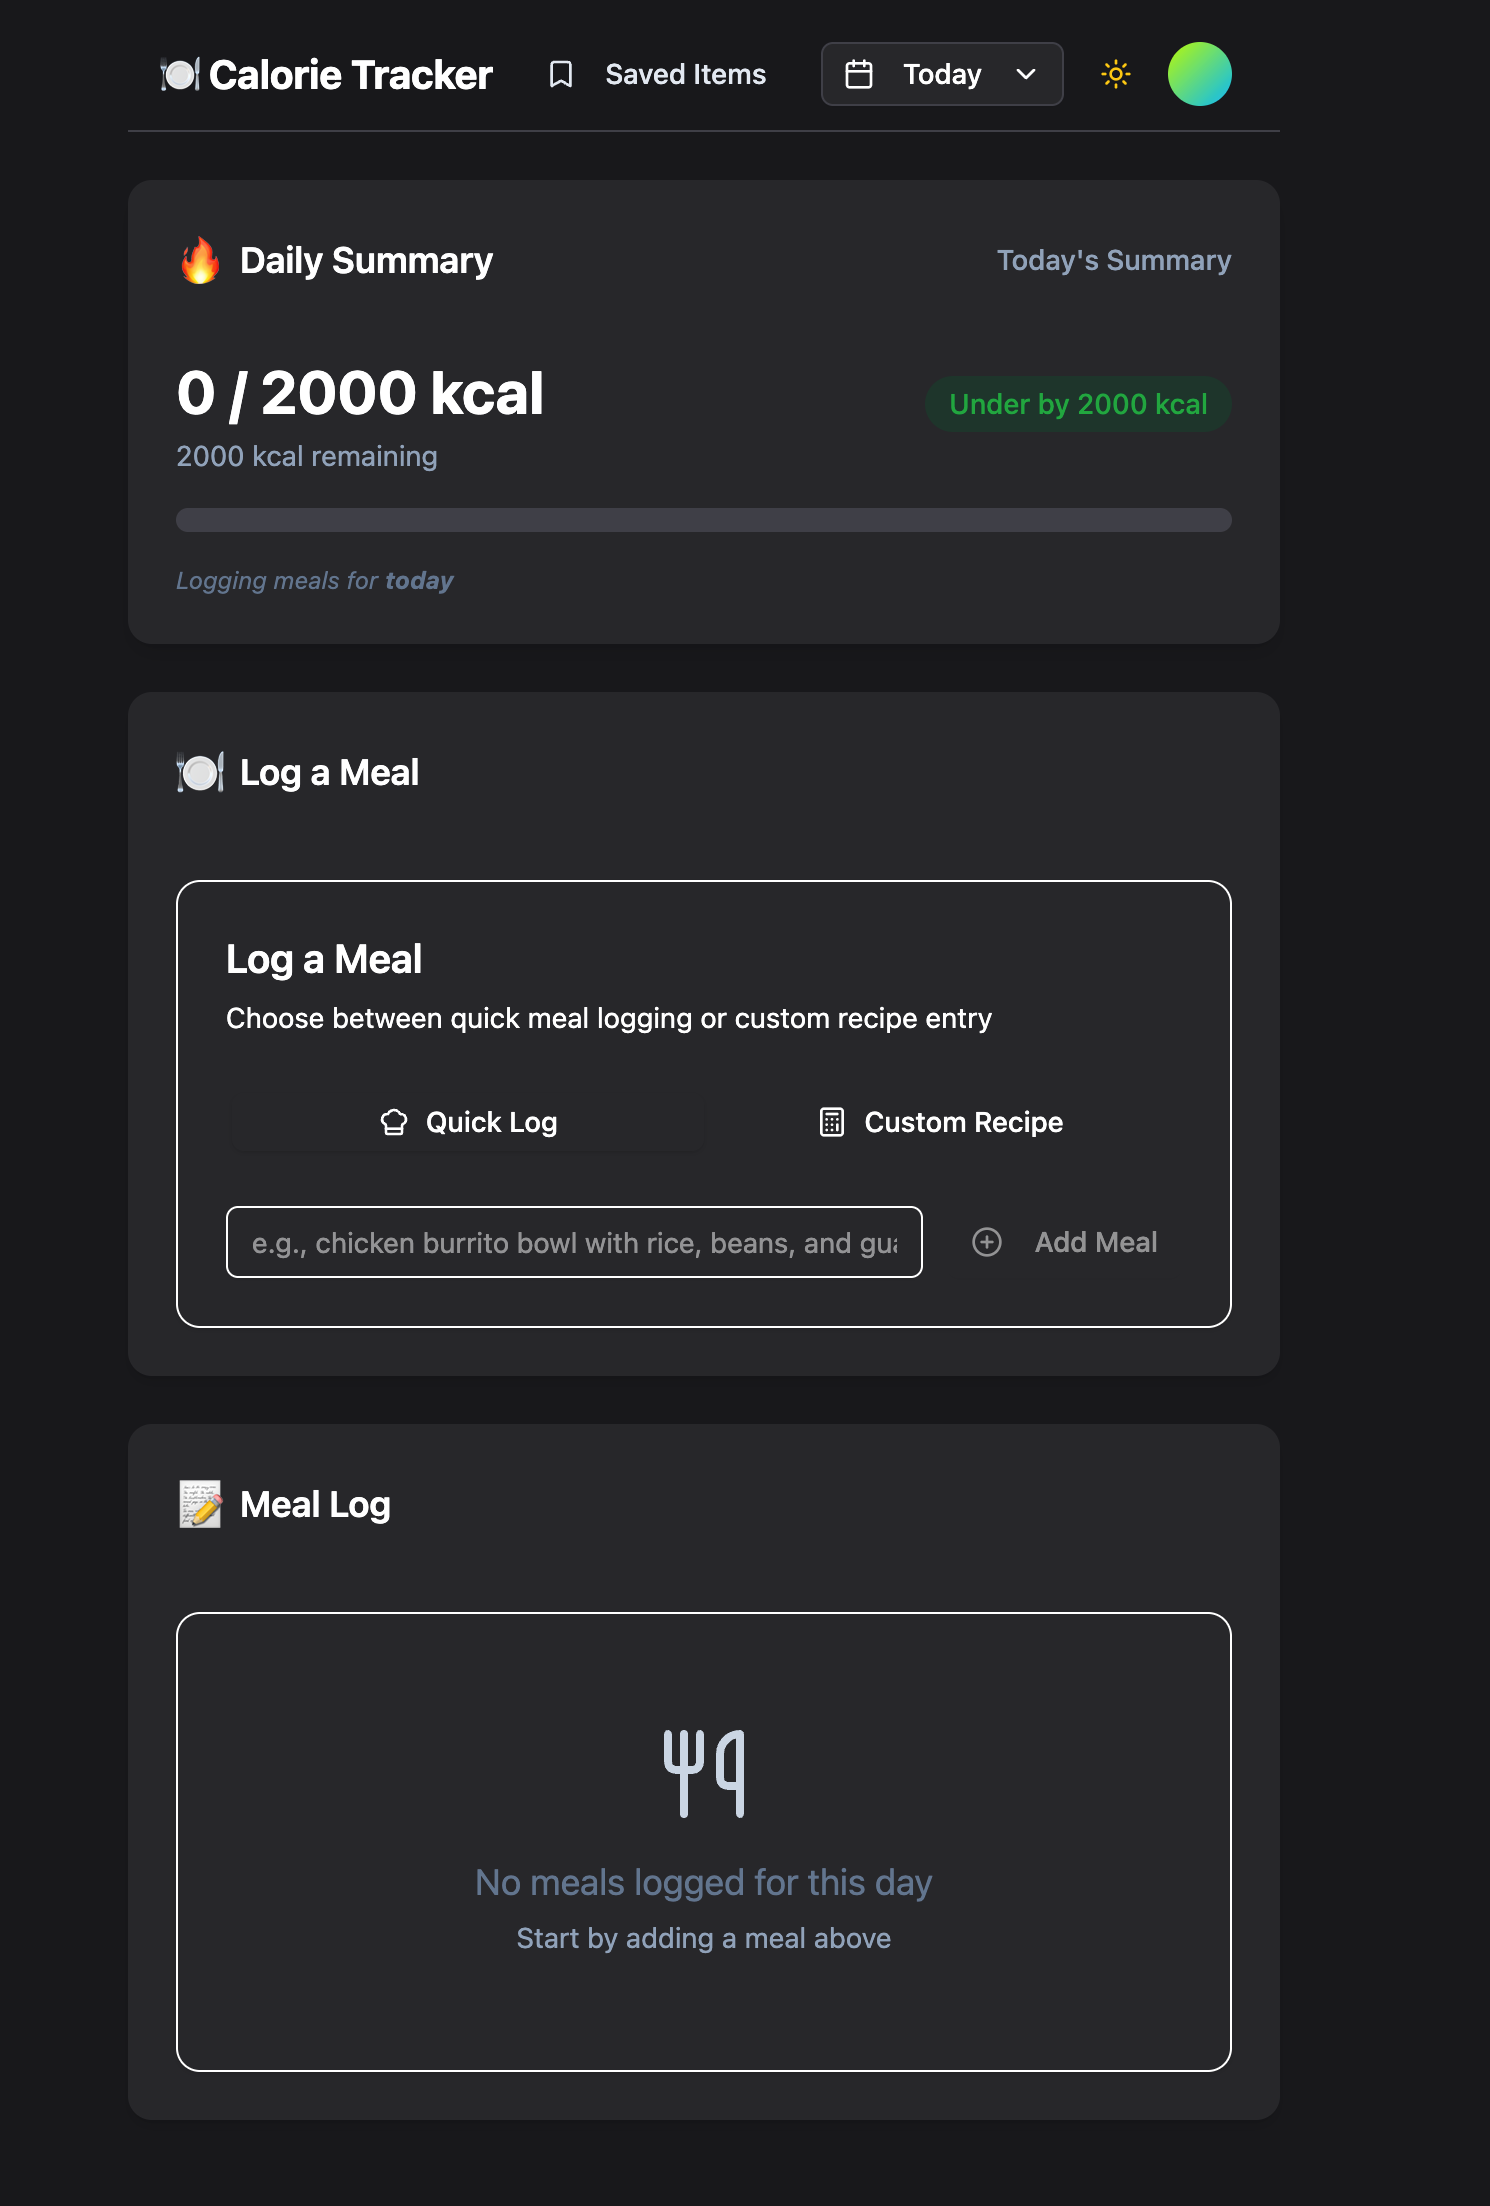 Calorie Tracker Saved Items Today
Daily Summary Today's Summary
0 / 2000 kcal Under by 2000 kcal
2000 kcal remaining
Logging meals for today
Log a Meal
Log a Meal
Choose between quick meal logging or custom recipe entry
Quick Log Custom Recipe
e.g., chicken burrito bowl with rice, beans, and Add Meal
Meal Log
No meals logged for this day
Start by adding a meal above